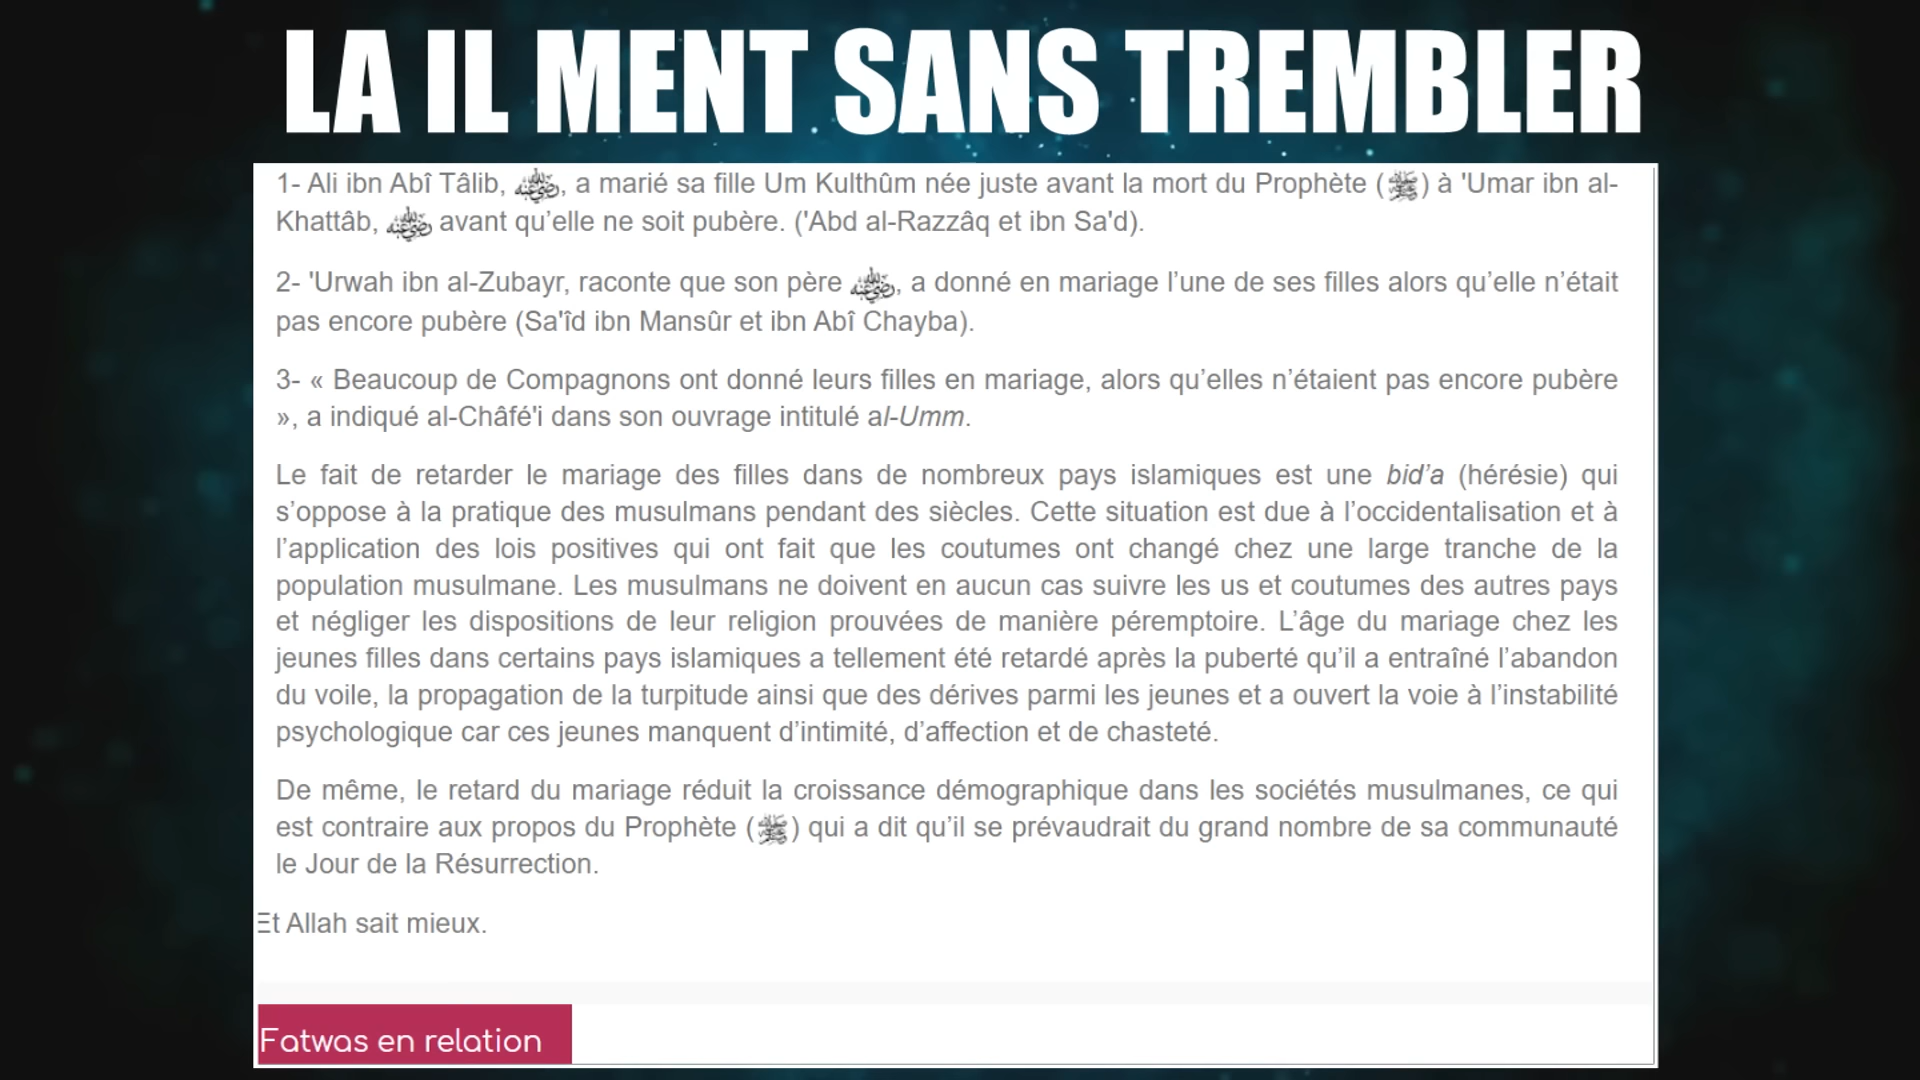 LA IL MENT SANS TREMBLER
1- Ali ibn Abî Tâlib, رضي الله عنه, a marié sa fille Um Kulthûm née juste avant la mort du Prophète (ﷺ) à 'Umar ibn al-
Khattâb, رضي الله عنه avant qu’elle ne soit pubère. ('Abd al-Razzâq et ibn Sa'd).
2- 'Urwah ibn al-Zubayr, raconte que son père رضي الله عنه, a donné en mariage l’une de ses filles alors qu’elle n’était
pas encore pubère (Sa'îd ibn Mansûr et ibn Abî Chayba).
3- « Beaucoup de Compagnons ont donné leurs filles en mariage, alors qu’elles n’étaient pas encore pubère
», a indiqué al-Châfé'i dans son ouvrage intitulé al-Umm.
Le fait de retarder le mariage des filles dans de nombreux pays islamiques est une bid’a (hérésie) qui
s’oppose à la pratique des musulmans pendant des siècles. Cette situation est due à l’occidentalisation et à
l’application des lois positives qui ont fait que les coutumes ont changé chez une large tranche de la
population musulmane. Les musulmans ne doivent en aucun cas suivre les us et coutumes des autres pays
et négliger les dispositions de leur religion prouvées de manière péremptoire. L’âge du mariage chez les
jeunes filles dans certains pays islamiques a tellement été retardé après la puberté qu’il a entraîné l’abandon
du voile, la propagation de la turpitude ainsi que des dérives parmi les jeunes et a ouvert la voie à l’instabilité
psychologique car ces jeunes manquent d’intimité, d’affection et de chasteté.
De même, le retard du mariage réduit la croissance démographique dans les sociétés musulmanes, ce qui
est contraire aux propos du Prophète (ﷺ) qui a dit qu’il se prévaudrait du grand nombre de sa communauté
le Jour de la Résurrection.
Et Allah sait mieux.
Fatwas en relation